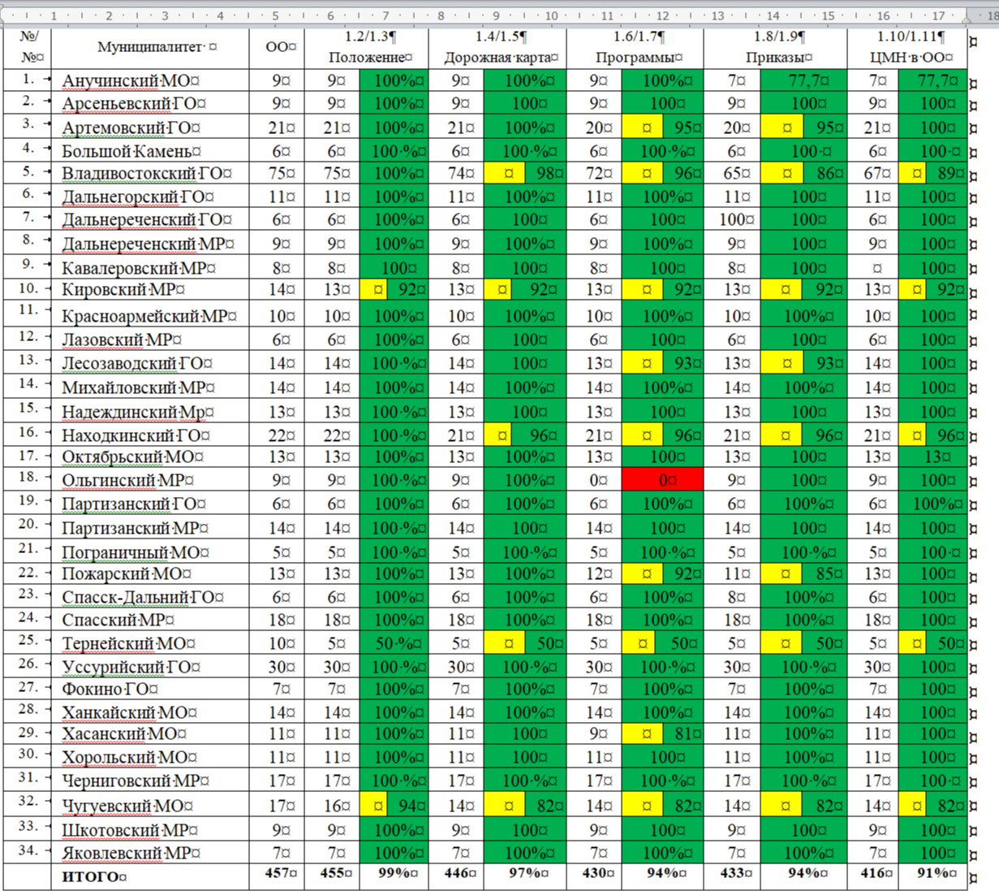 1 2 3 4 5 6 7 8 9 10 11 12 13 14 15 16 17 18
№/№¤ Муниципалитет· ¤ ОО¤ 1.2/1.3¶ Положение¤ 1.4/1.5¶ Дорожная·карта¤ 1.6/1.7¶ Программы¤ 1.8/1.9¶ Приказы¤ 1.10/1.11¶ ЦМН·в·ОО¤ ¤
1. Анучинский·МО¤ 9¤ 9¤ 100%¤ 9¤ 100%¤ 9¤ 100%¤ 7¤ 77,7¤ 7¤ 77,7¤ ¤
2. Арсеньевский·ГО¤ 9¤ 9¤ 100%¤ 9¤ 100¤ 9¤ 100¤ 9¤ 100¤ 9¤ 100¤ ¤
3. Артемовский·ГО¤ 21¤ 21¤ 100%¤ 21¤ 100%¤ 20¤ ¤ 95¤ 20¤ ¤ 95¤ 21¤ 100¤ ¤
4. Большой·Камень¤ 6¤ 6¤ 100·%¤ 6¤ 100·%¤ 6¤ 100·%¤ 6¤ 100·¤ 6¤ 100·¤ ¤
5. Владивостокский·ГО¤ 75¤ 75¤ 100%¤ 74¤ ¤ 98¤ 72¤ ¤ 96¤ 65¤ ¤ 86¤ 67¤ ¤ 89¤ ¤
6. Дальнегорский·ГО¤ 11¤ 11¤ 100%¤ 11¤ 100%¤ 11¤ 100%¤ 11¤ 100¤ 11¤ 100¤ ¤
7. Дальнереченский·ГО¤ 6¤ 6¤ 100%¤ 6¤ 100¤ 6¤ 100¤ 100¤ 100¤ 6¤ 100¤ ¤
8. Дальнереченский·МР¤ 9¤ 9¤ 100%¤ 9¤ 100%¤ 9¤ 100%¤ 9¤ 100¤ 9¤ 100¤ ¤
9. Кавалеровский·МР¤ 8¤ 8¤ 100¤ 8¤ 100¤ 8¤ 100¤ 8¤ 100¤ ¤ 100¤ ¤
10. Кировский·МР¤ 14¤ 13¤ ¤ 92¤ 13¤ ¤ 92¤ 13¤ ¤ 92¤ 13¤ ¤ 92¤ 13¤ ¤ 92¤ ¤
11. Красноармейский·МР¤ 10¤ 10¤ 100%¤ 10¤ 100%¤ 10¤ 100%¤ 10¤ 100%¤ 10¤ 100¤ ¤
12. Лазовский·МР¤ 6¤ 6¤ 100%¤ 6¤ 100¤ 6¤ 100¤ 6¤ 100¤ 6¤ 100¤ ¤
13. Лесозаводский·ГО¤ 14¤ 14¤ 100·%¤ 14¤ 100¤ 13¤ ¤ 93¤ 13¤ ¤ 93¤ 14¤ 100¤ ¤
14. Михайловский·МР¤ 14¤ 14¤ 100%¤ 14¤ 100%¤ 14¤ 100%¤ 14¤ 100%¤ 14¤ 100¤ ¤
15. Надеждинский·Мр¤ 13¤ 13¤ 100·%¤ 13¤ 100¤ 13¤ 100¤ 13¤ 100¤ 13¤ 100¤ ¤
16. Находкинский·ГО¤ 22¤ 22¤ 100·%¤ 21¤ ¤ 96¤ 21¤ ¤ 96¤ 21¤ ¤ 96¤ 21¤ ¤ 96¤ ¤
17. Октябрьский·МО¤ 13¤ 13¤ 100%¤ 13¤ 100%¤ 13¤ 100¤ 13¤ 100¤ 13¤ 13¤ ¤
18. Ольгинский·МР¤ 9¤ 9¤ 100·%¤ 9¤ 100%¤ 0¤ 0¤ 9¤ 100¤ 9¤ 100¤ ¤
19. Партизанский·ГО¤ 6¤ 6¤ 100%¤ 6¤ 100%¤ 6¤ 100%¤ 6¤ 100%¤ 6¤ 100%¤ ¤
20. Партизанский·МР¤ 14¤ 14¤ 100·%¤ 14¤ 100¤ 14¤ 100¤ 14¤ 100¤ 14¤ 100¤ ¤
21. Пограничный·МО¤ 5¤ 5¤ 100·%¤ 5¤ 100·%¤ 5¤ 100·%¤ 5¤ 100·%¤ 5¤ 100·¤ ¤
22. Пожарский·МО¤ 13¤ 13¤ 100%¤ 13¤ 100%¤ 12¤ ¤ 92¤ 11¤ ¤ 85¤ 13¤ 100¤ ¤
23. Спасск-Дальний·ГО¤ 6¤ 6¤ 100%¤ 6¤ 100%¤ 6¤ 100%¤ 8¤ 100%¤ 6¤ 100¤ ¤
24. Спасский·МР¤ 18¤ 18¤ 100%¤ 18¤ 100%¤ 18¤ 100%¤ 18¤ 100%¤ 18¤ 100¤ ¤
25. Тернейский·МО¤ 10¤ 5¤ 50·%¤ 5¤ ¤ 50¤ 5¤ ¤ 50¤ 5¤ ¤ 50¤ 5¤ ¤ 50¤ ¤
26. Уссурийский·ГО¤ 30¤ 30¤ 100·%¤ 30¤ 100·%¤ 30¤ 100·%¤ 30¤ 100·%¤ 30¤ 100¤ ¤
27. Фокино·ГО¤ 7¤ 7¤ 100%¤ 7¤ 100%¤ 7¤ 100%¤ 7¤ 100%¤ 7¤ 100¤ ¤
28. Ханкайский·МО¤ 14¤ 14¤ 100%¤ 14¤ 100%¤ 14¤ 100%¤ 14¤ 100%¤ 14¤ 100¤ ¤
29. Хасанский·МО¤ 11¤ 11¤ 100%¤ 11¤ 100¤ 9¤ ¤ 81¤ 11¤ 100%¤ 11¤ 100¤ ¤
30. Хорольский·МО¤ 11¤ 11¤ 100%¤ 11¤ 100¤ 11¤ 100¤ 11¤ 100%¤ 11¤ 100¤ ¤
31. Черниговский·МР¤ 17¤ 17¤ 100·%¤ 17¤ 100·%¤ 17¤ 100·%¤ 17¤ 100·%¤ 17¤ 100·¤ ¤
32. Чугуевский·МО¤ 17¤ 16¤ ¤ 94¤ 14¤ ¤ 82¤ 14¤ ¤ 82¤ 14¤ ¤ 82¤ 14¤ ¤ 82¤ ¤
33. Шкотовский·МР¤ 9¤ 9¤ 100%¤ 9¤ 100¤ 9¤ 100¤ 9¤ 100¤ 9¤ 100¤ ¤
34. Яковлевский·МР¤ 7¤ 7¤ 100%¤ 7¤ 100%¤ 7¤ 100%¤ 7¤ 100%¤ 7¤ 100¤ ¤
ИТОГО¤ 457¤ 455¤ 99%¤ 446¤ 97%¤ 430¤ 94%¤ 433¤ 94%¤ 416¤ 91%¤ ¤